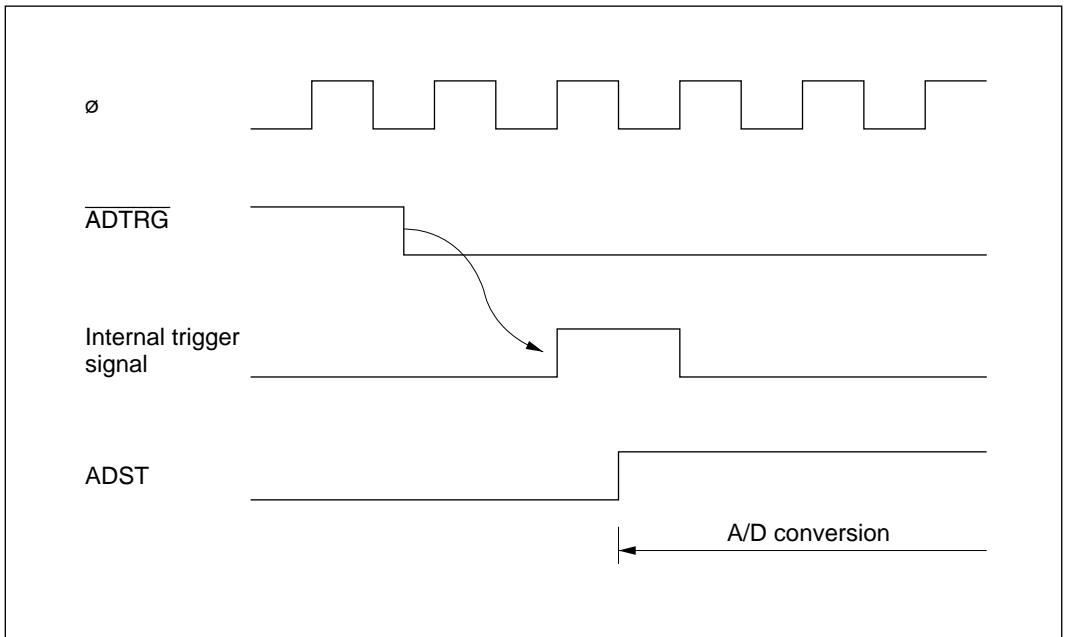 ø
ADTRG
Internal trigger
signal
ADST
A/D conversion